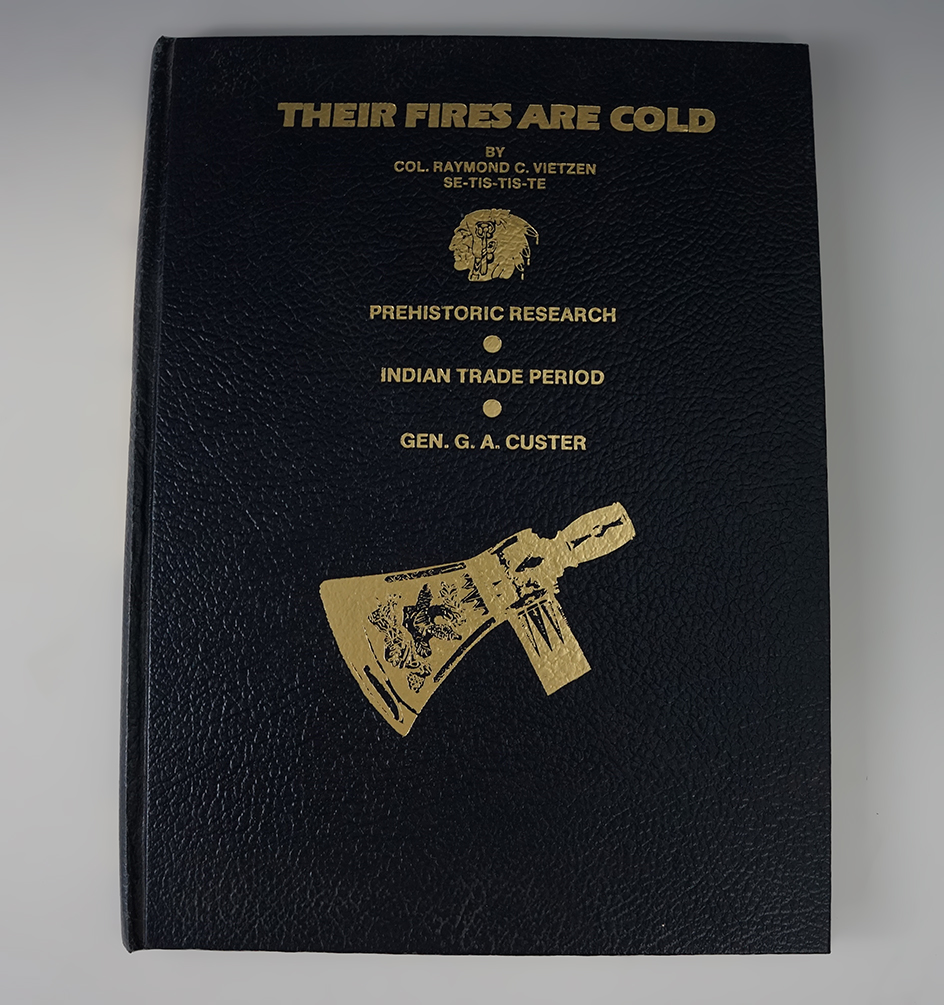 THEIR FIRES ARE COLD
BY
COL. RAYMOND C. VIETZEN
SE-TIS-TIS-TE
PREHISTORIC RESEARCH
INDIAN TRADE PERIOD
GEN. G. A. CUSTER